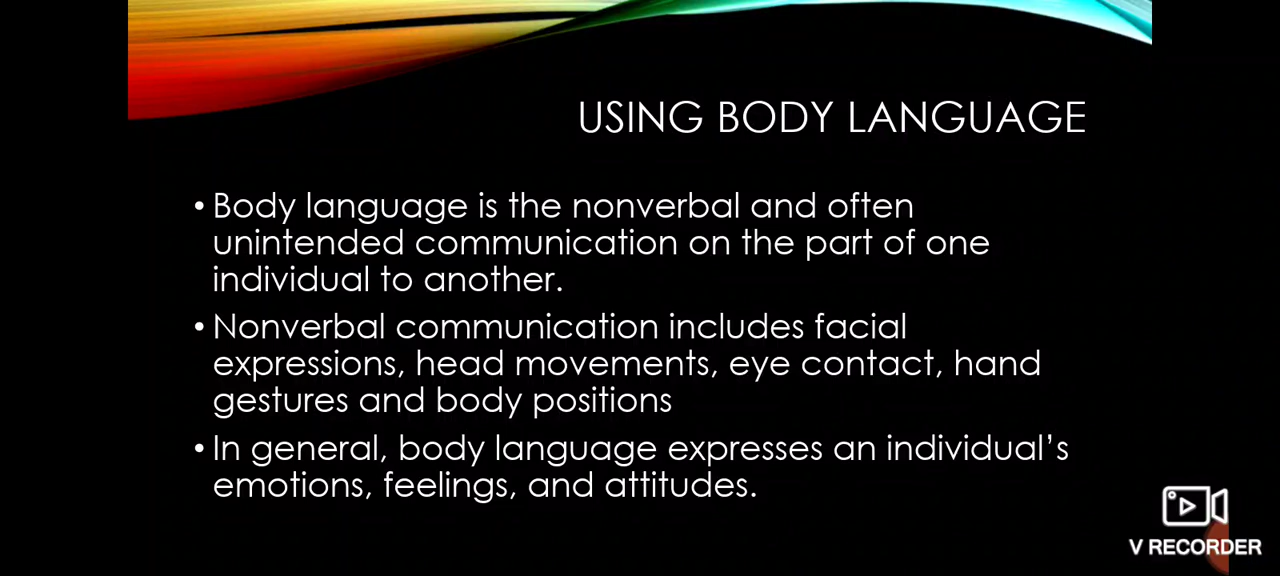 USING BODY LANGUAGE
• Body language is the nonverbal and often
unintended communication on the part of one
individual to another.
• Nonverbal communication includes facial
expressions, head movements, eye contact, hand
gestures and body positions
• In general, body language expresses an individual’s
emotions, feelings, and attitudes.
V RECORDER